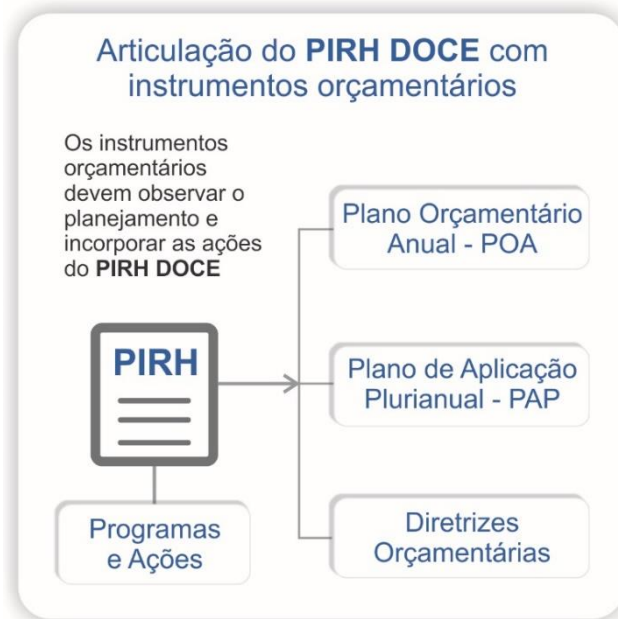 Articulação do PIRH DOCE com
instrumentos orçamentários
Os instrumentos
orçamentários
devem observar o
planejamento e
incorporar as ações
do PIRH DOCE
PIRH
Programas
e Ações
Plano Orçamentário
Anual - POA
Plano de Aplicação
Plurianual - PAP
Diretrizes
Orçamentárias